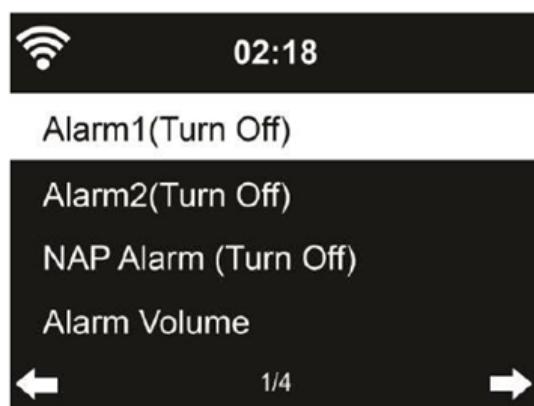 02:18
Alarm1(Turn Off)
Alarm2(Turn Off)
NAP Alarm (Turn Off)
Alarm Volume
1/4